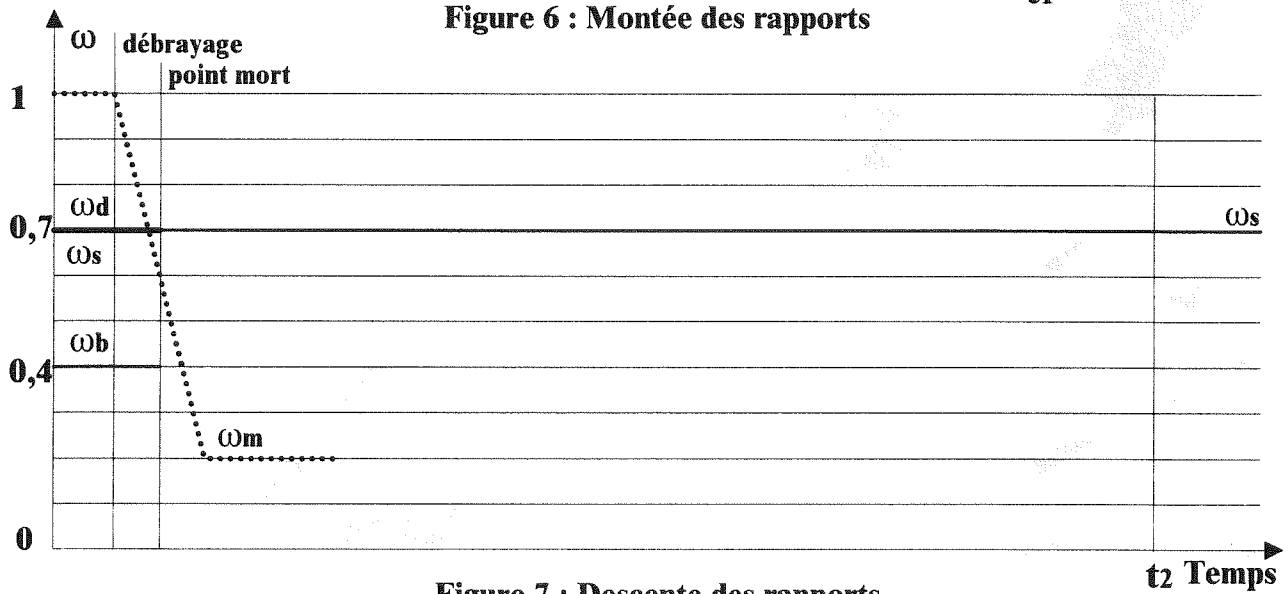 Figure 6 : Montée des rapports
ω
débrayage
point mort
1
ωd
0,7
ωs
ωs
ωb
0,4
ωm
0
t2 Temps
Figure 7 : Descente des rapports